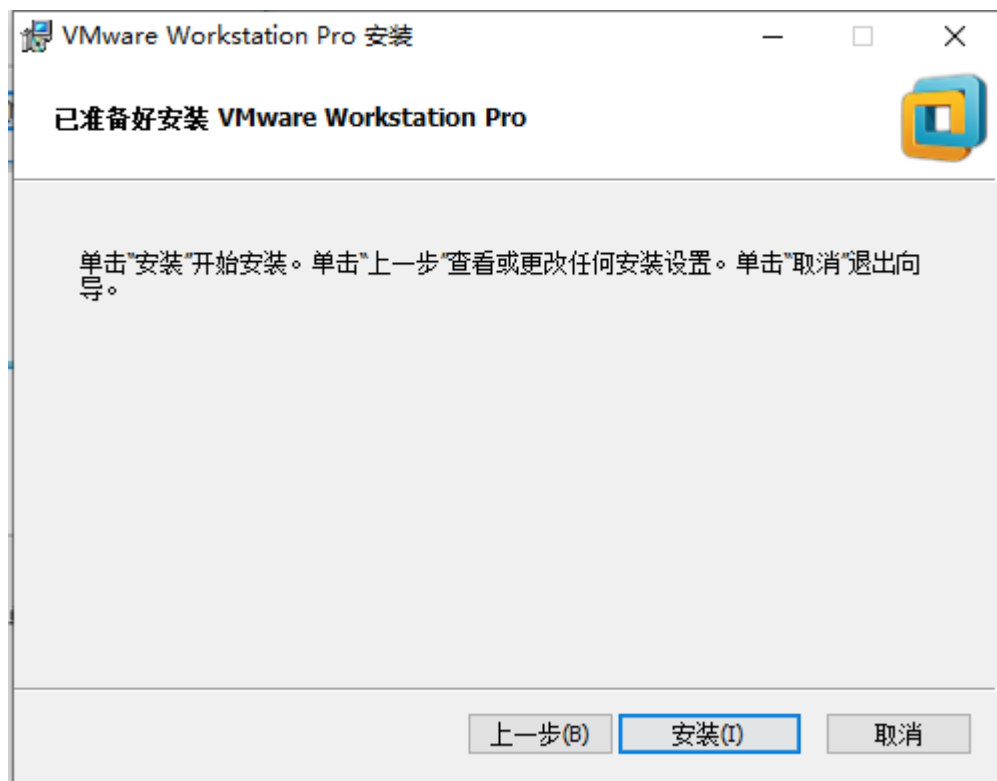 VMware Workstation Pro 安装
已准备好安装 VMware Workstation Pro
单击"安装"开始安装。单击"上一步"查看或更改任何安装设置。单击"取消"退出向
导。
上一步(B) 安装(I) 取消